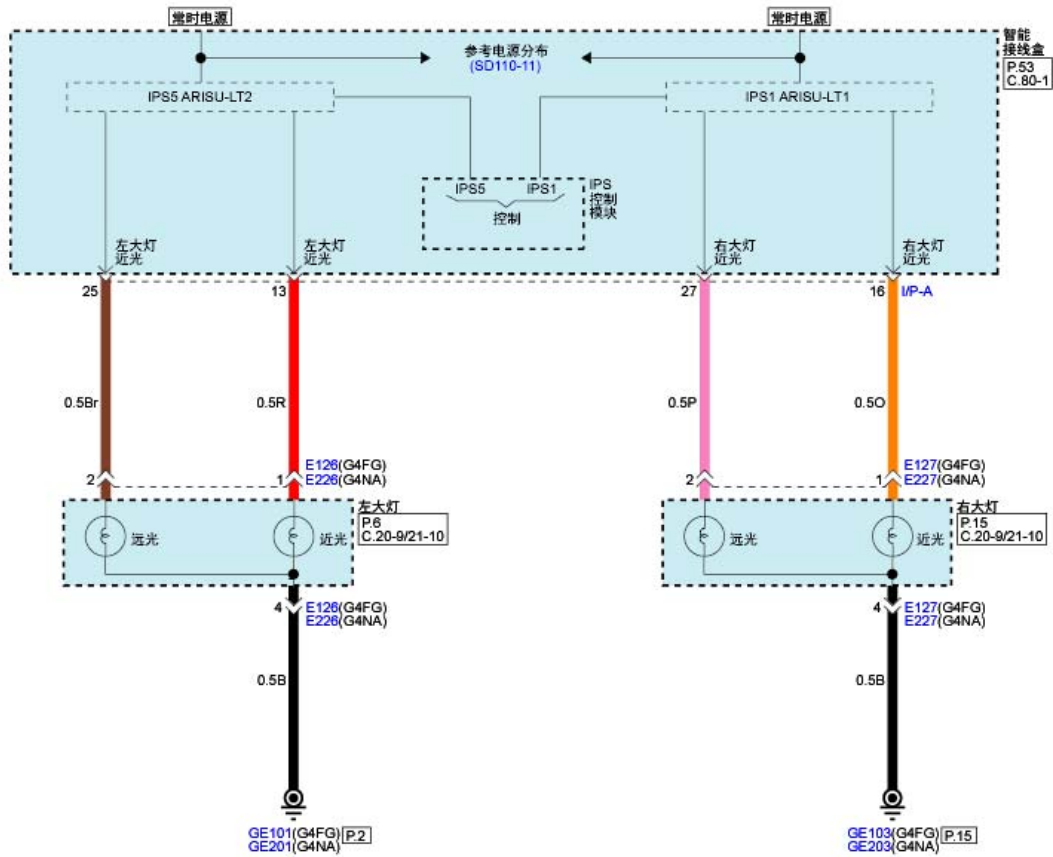 常时电源
常时电源
智能
接线盒
P.53
C.80-1
参考电源分布
(SD110-11)
IPS5 ARISU-LT2
IPS1 ARISU-LT1
IPS5
IPS1
控制
IPS
控制
模块
左大灯
近光
左大灯
近光
右大灯
近光
右大灯
近光
25
13
27
16
I/P-A
0.5Br
0.5R
0.5P
0.5O
2
1
E126(G4FG)
E226(G4NA)
2
1
E127(G4FG)
E227(G4NA)
左大灯
P.6
C.20-9/21-10
远光
近光
右大灯
P.15
C.20-9/21-10
远光
近光
4
E126(G4FG)
E226(G4NA)
4
E127(G4FG)
E227(G4NA)
0.5B
0.5B
GE101(G4FG)
GE201(G4NA)
P.2
GE103(G4FG)
GE203(G4NA)
P.15